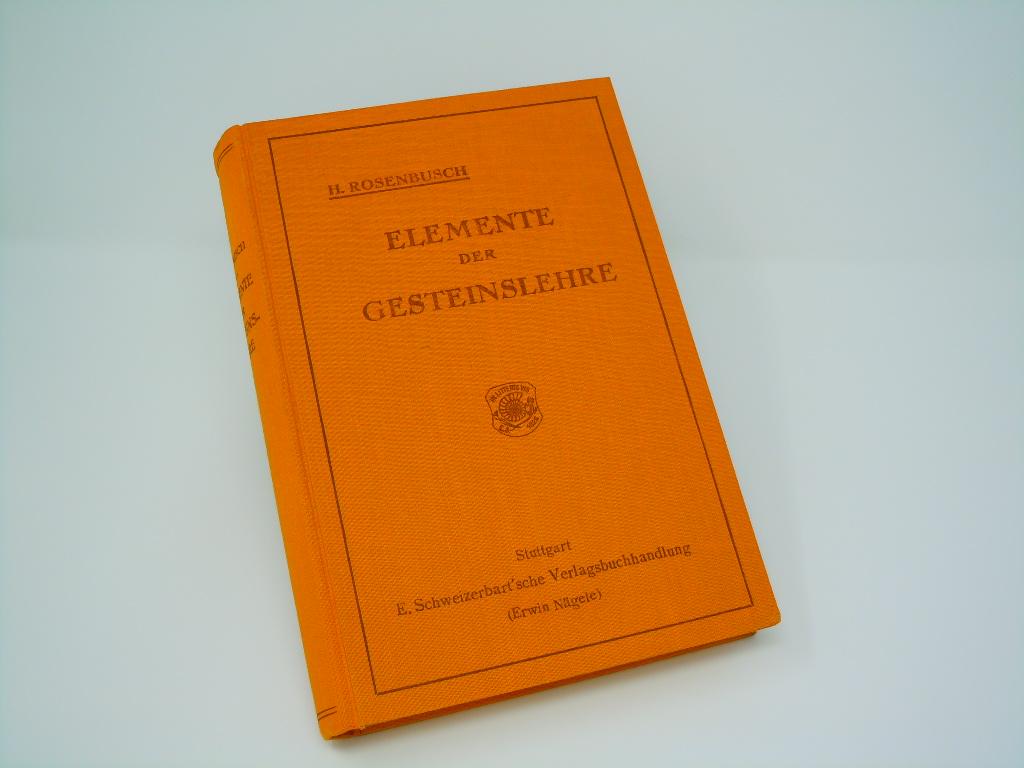 H. ROSENBUSCH
ELEMENTE
DER
GESTEINSLEHRE
Stuttgart
E. Schweizerbart'sche Verlagsbuchhandlung
(Erwin Nägele)